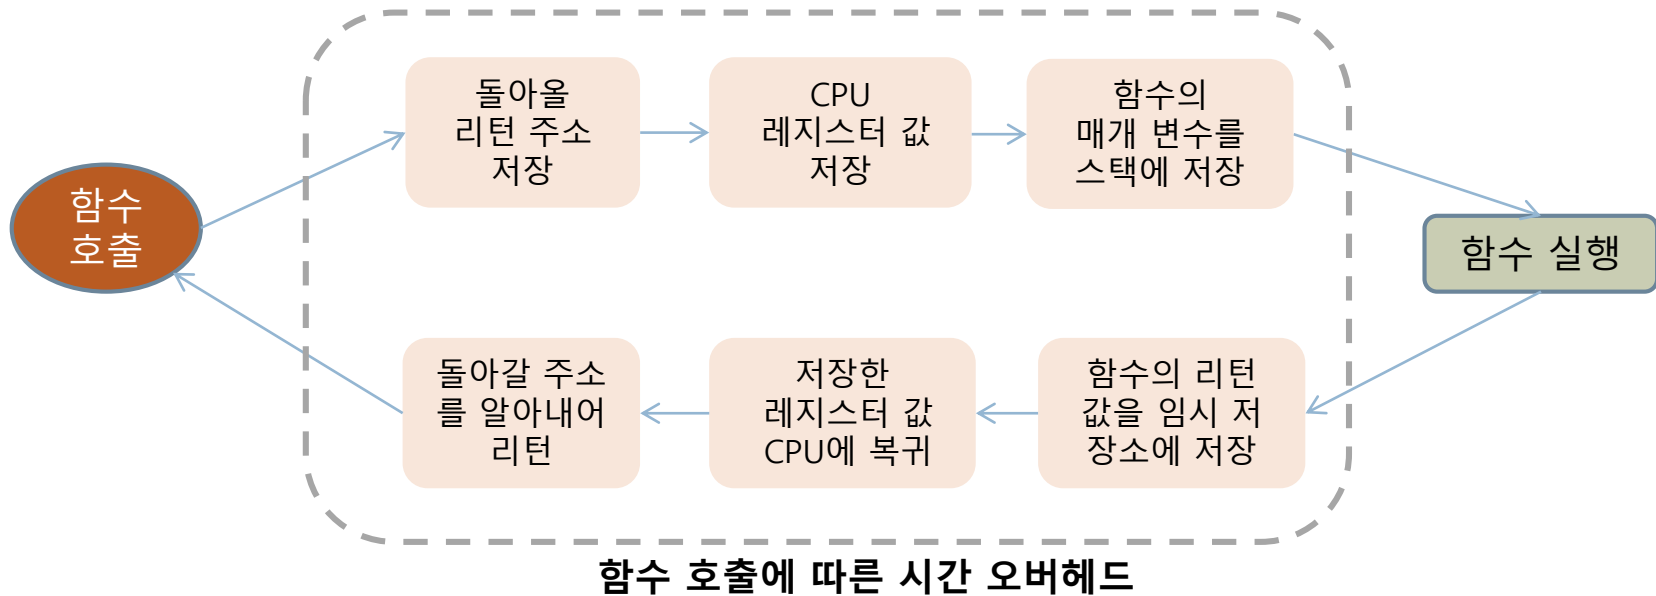 함수
호출
돌아올
리턴 주소
저장
CPU
레지스터 값
저장
함수의
매개 변수를
스택에 저장
함수 실행
함수의 리턴
값을 임시 저
장소에 저장
저장한
레지스터 값
CPU에 복귀
돌아갈 주소
를 알아내어
리턴
함수 호출에 따른 시간 오버헤드